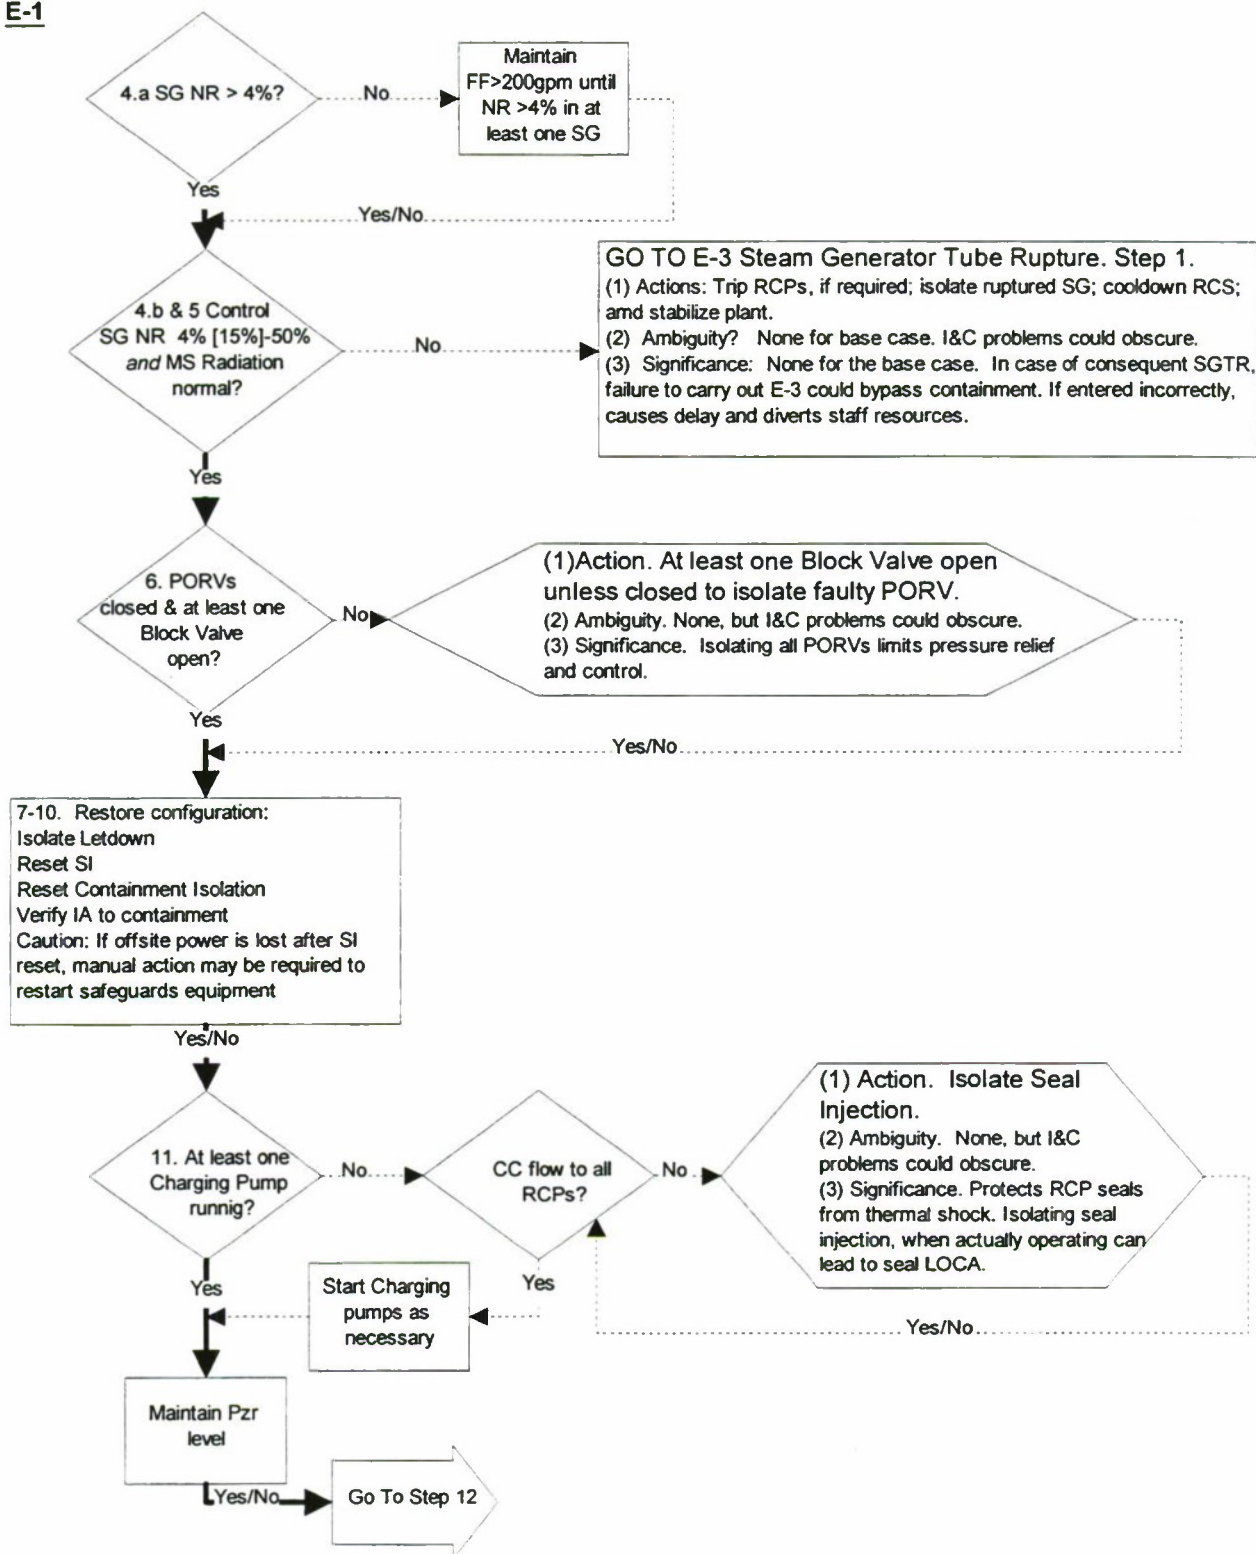 E-1
4.a SG NR > 4%?
No
Maintain
FF>200gpm until
NR >4% in at
least one SG
Yes
Yes/No
4.b & 5 Control
SG NR 4% [15%]-50%
and MS Radiation
normal?
No
GO TO E-3 Steam Generator Tube Rupture. Step 1.
(1) Actions: Trip RCPs, if required; isolate ruptured SG; cooldown RCS;
amd stabilize plant.
(2) Ambiguity? None for base case. I&C problems could obscure.
(3) Significance: None for the base case. In case of consequent SGTR,
failure to carry out E-3 could bypass containment. If entered incorrectly,
causes delay and diverts staff resources.
Yes
6. PORVs
closed & at least one
Block Valve
open?
No
(1)Action. At least one Block Valve open
unless closed to isolate faulty PORV.
(2) Ambiguity. None, but I&C problems could obscure.
(3) Significance. Isolating all PORVs limits pressure relief
and control.
Yes
Yes/No
7-10. Restore configuration:
Isolate Letdown
Reset SI
Reset Containment Isolation
Verify IA to containment
Caution: If offsite power is lost after SI
reset, manual action may be required to
restart safeguards equipment
Yes/No
11. At least one
Charging Pump
runnig?
No
CC flow to all
RCPs?
No
(1) Action. Isolate Seal
Injection.
(2) Ambiguity. None, but I&C
problems could obscure.
(3) Significance. Protects RCP seals
from thermal shock. Isolating seal
injection, when actually operating can
lead to seal LOCA.
Yes
Start Charging
pumps as
necessary
Yes
Yes/No
Maintain Pzr
level
Yes/No
Go To Step 12